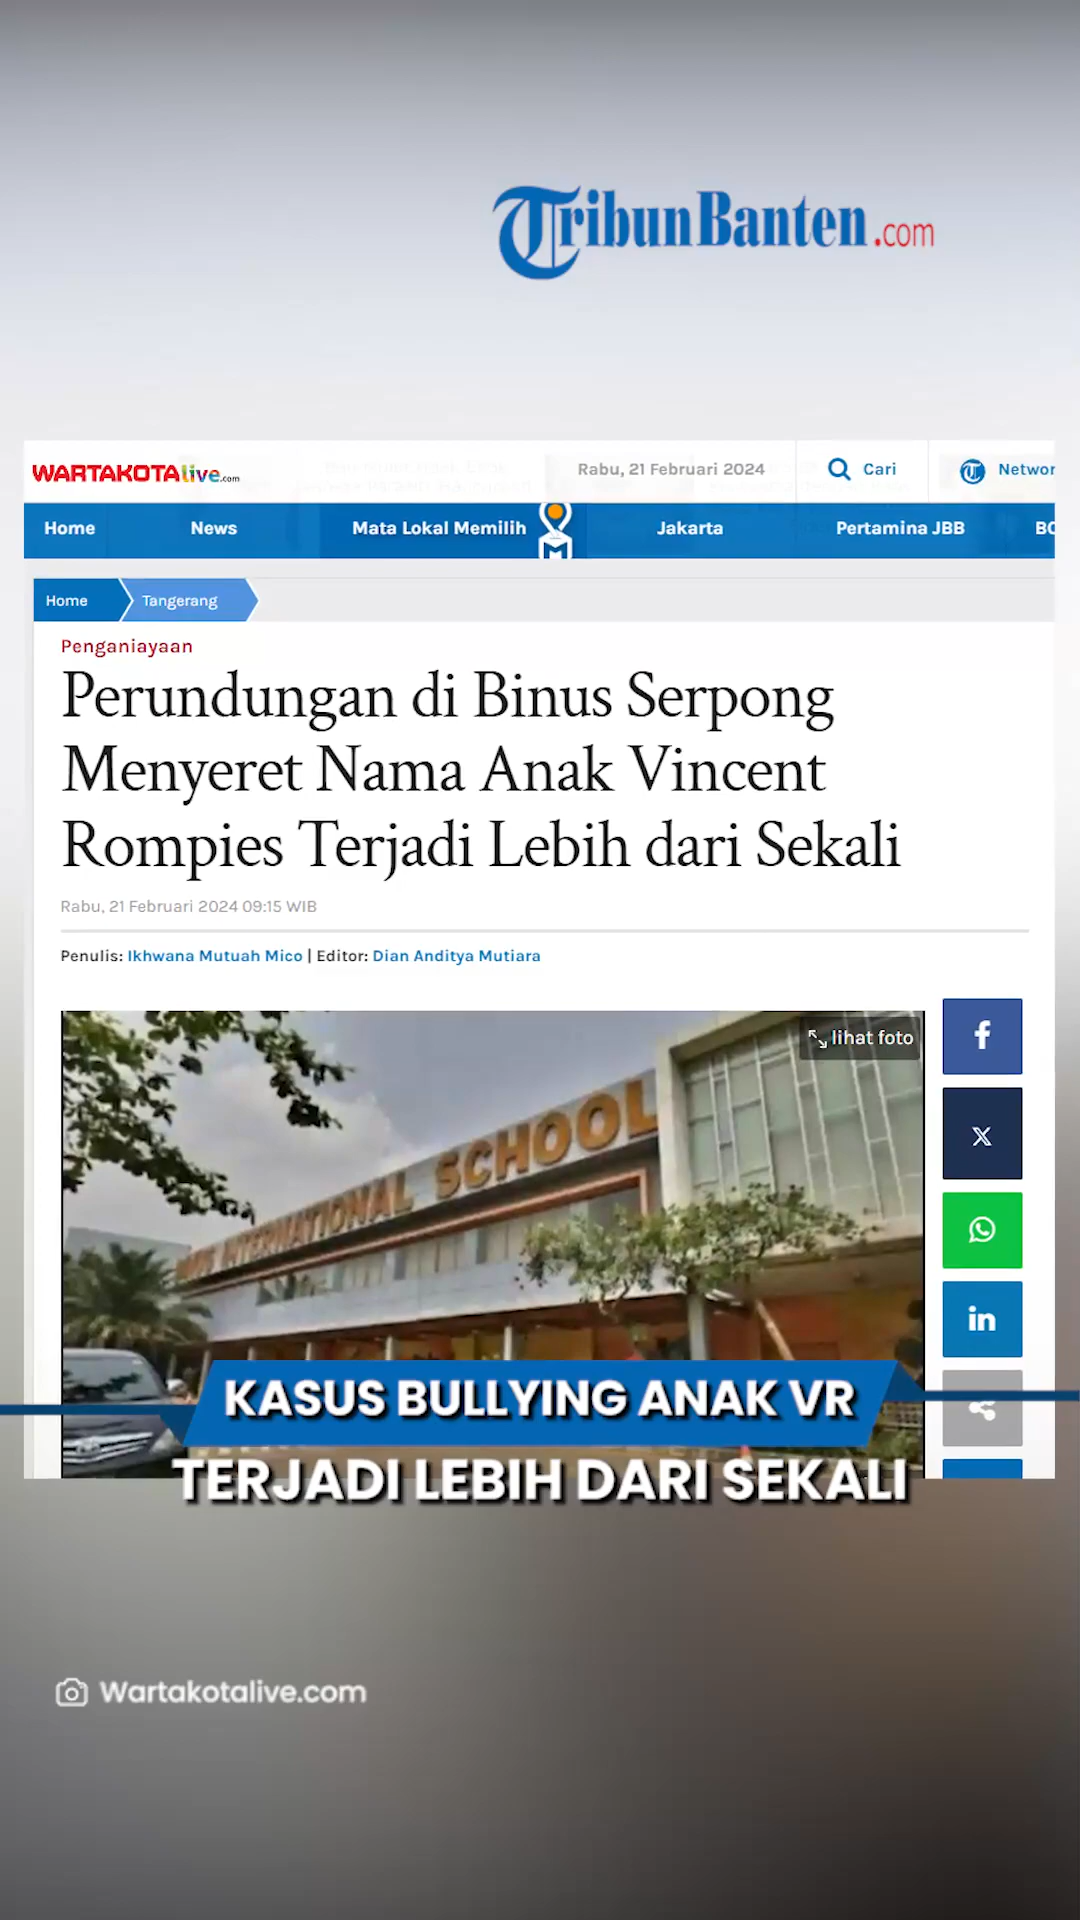 TribunBanten.com
WARTAKOTAlive.com
Rabu, 21 Februari 2024
Cari
Networ
Home
News
Mata Lokal Memilih
Jakarta
Pertamina JBB
BO
Home
Tangerang
Penganiayaan
Perundungan di Binus Serpong
Menyeret Nama Anak Vincent
Rompies Terjadi Lebih dari Sekali
Rabu, 21 Februari 2024 09:15 WIB
Penulis: Ikhwana Mutuah Mico | Editor: Dian Anditya Mutiara
lihat foto
INTERNATIONAL SCHOOL
KASUS BULLYING ANAK VR
TERJADI LEBIH DARI SEKALI
Wartakotalive.com